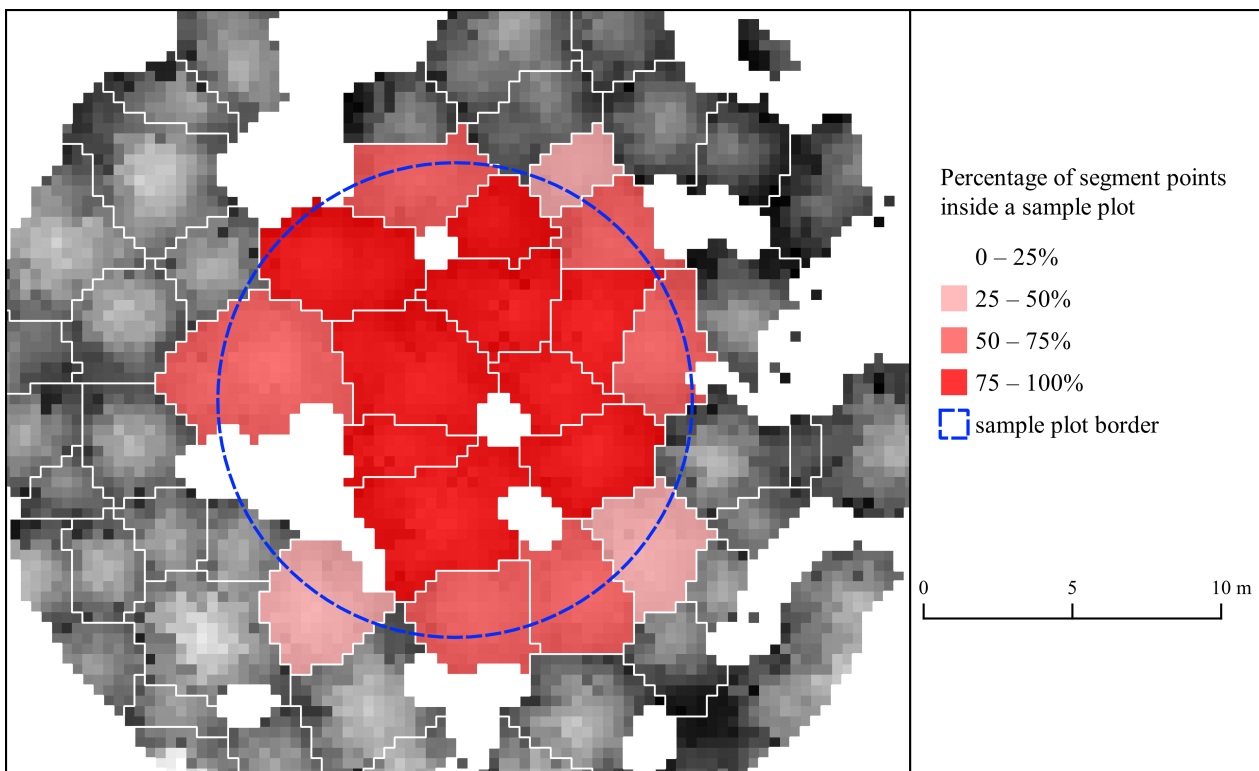 Percentage of segment points
inside a sample plot
0 – 25%
25 – 50%
50 – 75%
75 – 100%
sample plot border
0 5 10 m